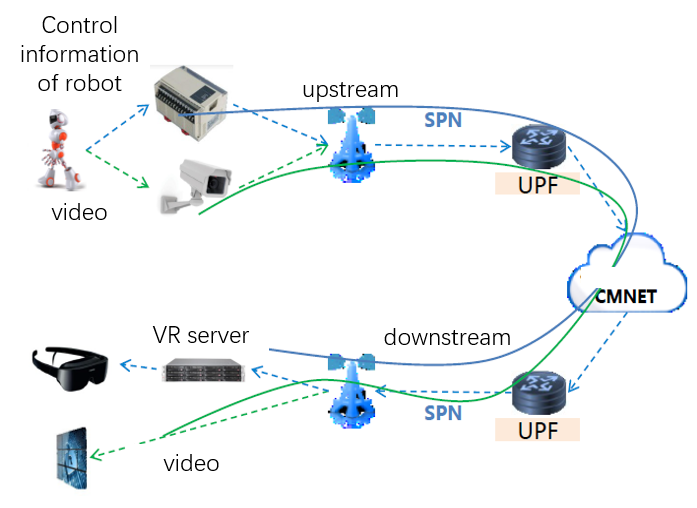 Control
information
of robot
upstream
SPN
UPF
video
CMNET
VR server
downstream
SPN
UPF
video